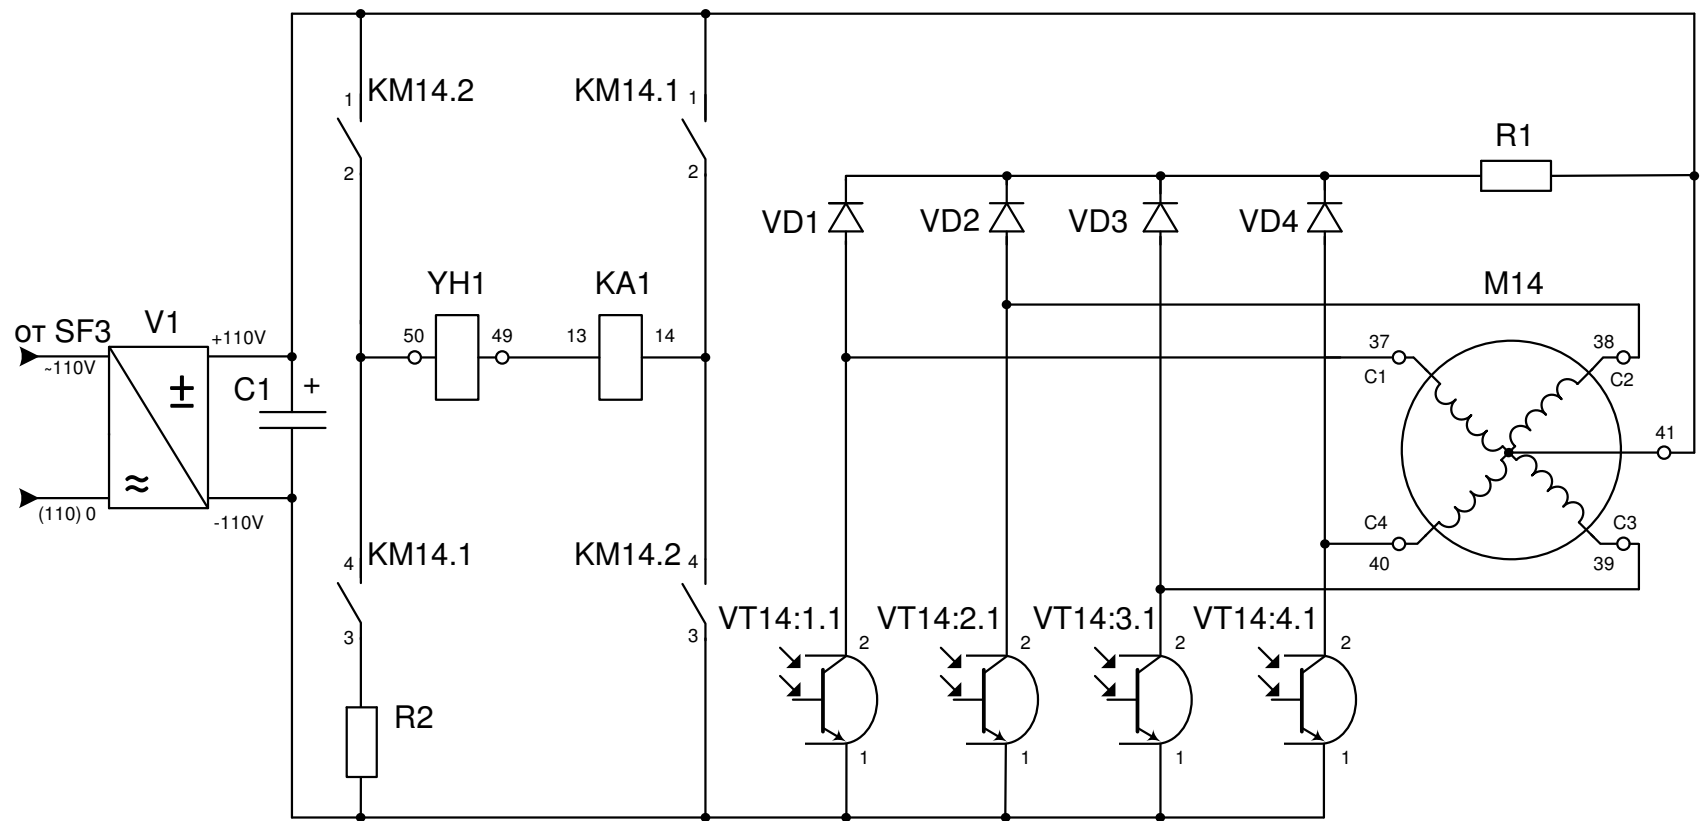 KM14.2
KM14.1
1
1
2
2
R1
VD1
VD2
VD3
VD4
YH1
KA1
M14
от SF3
V1
+110V
~110V
50
49
13
14
37
38
C1
C2
±
C1
+
41
≈
(110) 0
-110V
C4
C3
40
39
KM14.1
KM14.2
4
4
3
3
VT14:1.1
VT14:2.1
VT14:3.1
VT14:4.1
2
2
2
2
R2
1
1
1
1